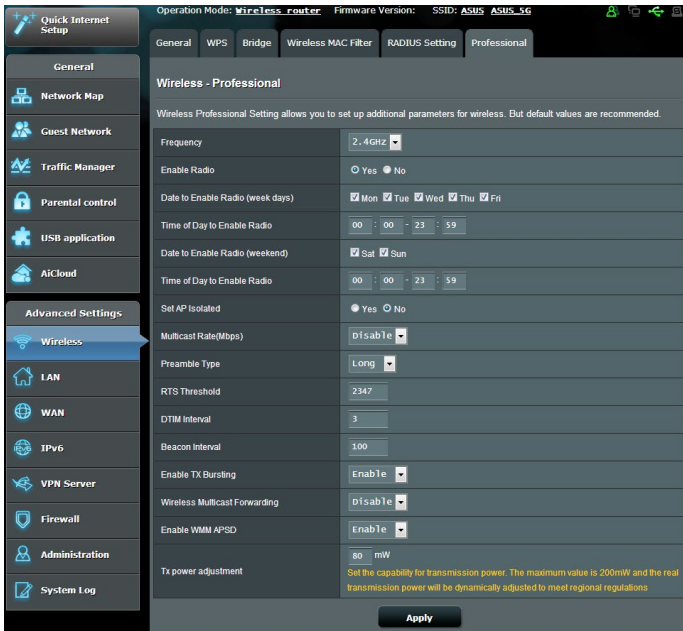 Quick Internet
Setup
Operation Mode: Wireless router Firmware Version: SSID: ASUS ASUS_5G
General WPS Bridge Wireless MAC Filter RADIUS Setting Professional
General
Network Map
Guest Network
Traffic Manager
Parental control
USB application
AiCloud
Advanced Settings
Wireless
LAN
WAN
IPv6
VPN Server
Firewall
Administration
System Log
Wireless - Professional
Wireless Professional Setting allows you to set up additional parameters for wireless. But default values are recommended.
Frequency 2.4GHz
Enable Radio Yes No
Date to Enable Radio (week days) Mon Tue Wed Thu Fri
Time of Day to Enable Radio 00 : 00 - 23 : 59
Date to Enable Radio (weekend) Sat Sun
Time of Day to Enable Radio 00 : 00 - 23 : 59
Set AP Isolated Yes No
Multicast Rate(Mbps) Disable
Preamble Type Long
RTS Threshold 2347
DTIM Interval 3
Beacon Interval 100
Enable TX Bursting Enable
Wireless Multicast Forwarding Disable
Enable WMM APSD Enable
Tx power adjustment 80 mW
Set the capability for transmission power. The maximum value is 200mW and the real
transmission power will be dynamically adjusted to meet regional regulations
Apply